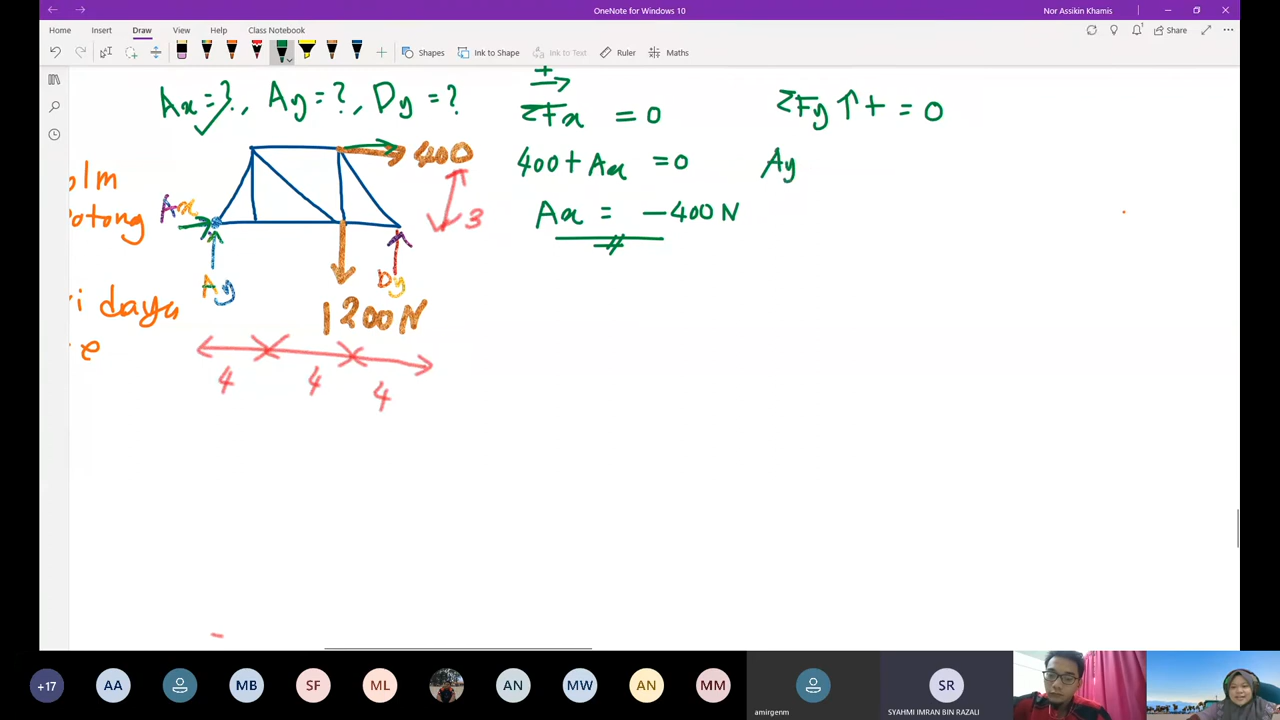 OneNote for Windows 10
Nor Assikin Khamis
Home Insert Draw View Help Class Notebook
Share
Shapes Ink to Shape Ink to Text Ruler Maths
Ax = ?, Ay = ?, Dy = ?
+
ΣFx = 0
ΣFy ↑ + = 0
400
400 + Ax = 0
Ay
blm
potong
Ax
3
Ax = -400 N
Ay
Dy
i daya
1200 N
e
4 4 4
+17 AA MB SF ML AN MW AN MM SR
amirgenm
SYAHMI IMRAN BIN RAZALI